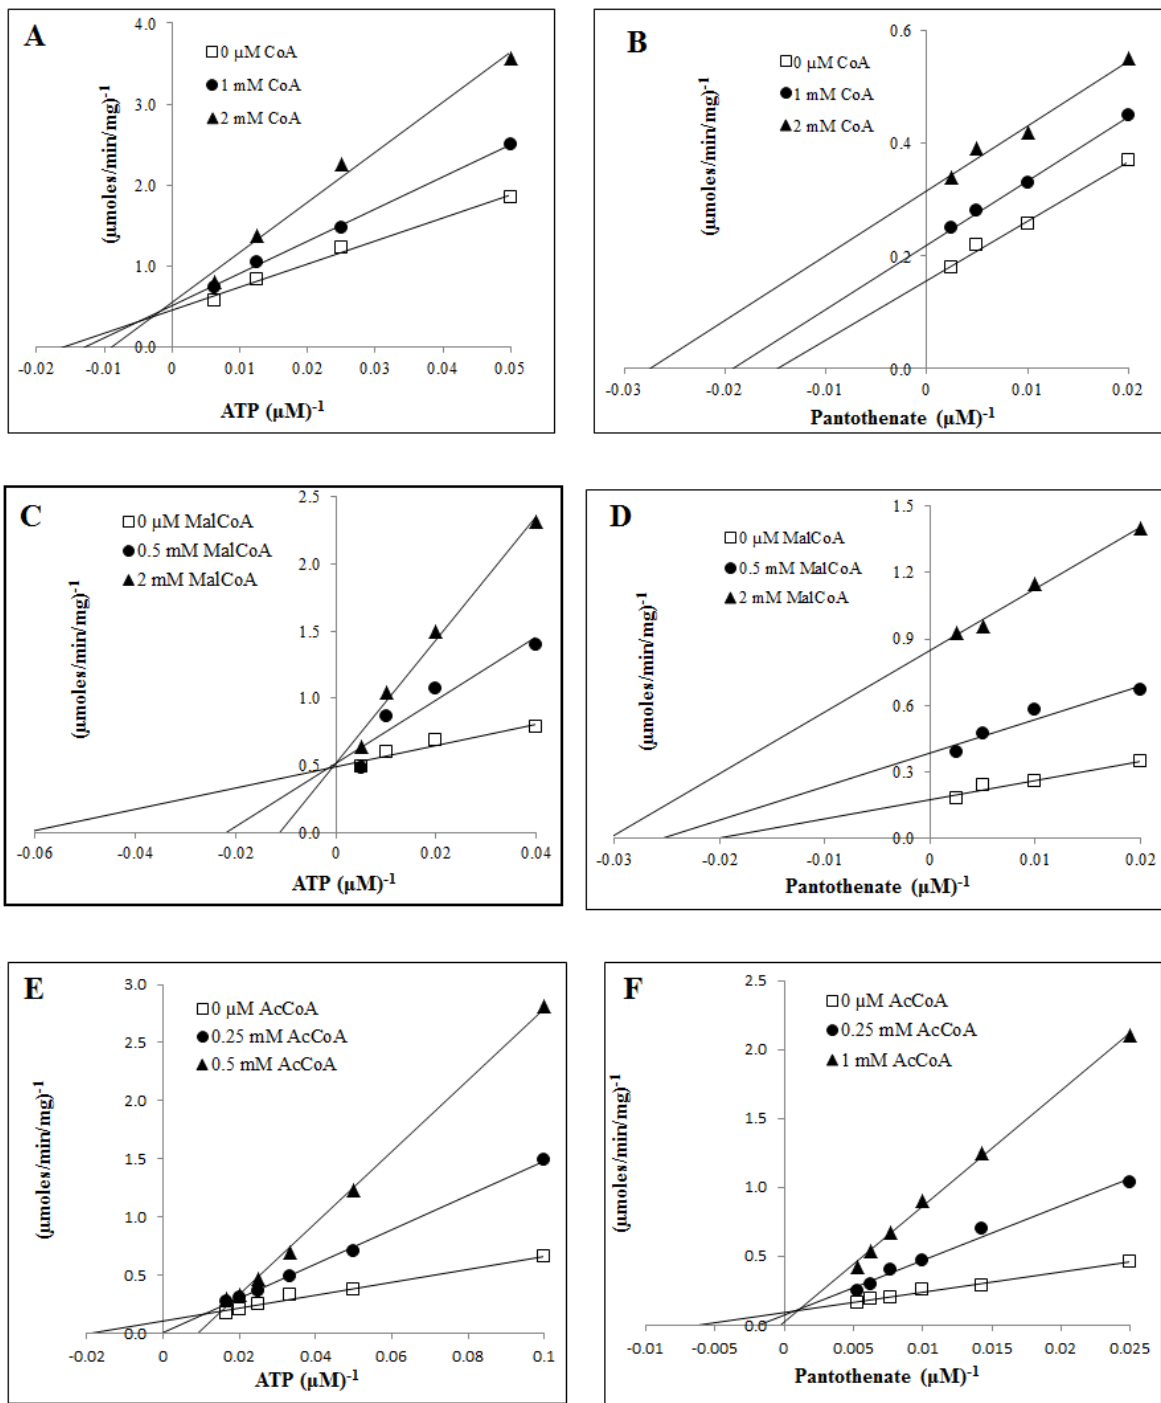 A
0 µM CoA
1 mM CoA
2 mM CoA
(µmoles/min/mg)-1
4.0
3.0
2.0
1.0
0.0
-0.02 -0.01 0 0.01 0.02 0.03 0.04 0.05
ATP (µM)-1
B
0 µM CoA
1 mM CoA
2 mM CoA
(µmoles/min/mg)-1
0.6
0.4
0.2
0.0
-0.03 -0.02 -0.01 0 0.01 0.02
Pantothenate (µM)-1
C
0 µM MalCoA
0.5 mM MalCoA
2 mM MalCoA
(µmoles/min/mg)-1
2.5
2.0
1.5
1.0
0.5
0.0
-0.06 -0.04 -0.02 0 0.02 0.04
ATP (µM)-1
D
0 µM MalCoA
0.5 mM MalCoA
2 mM MalCoA
(µmoles/min/mg)-1
1.5
1.2
0.9
0.6
0.3
0.0
-0.03 -0.02 -0.01 0 0.01 0.02
Pantothenate (µM)-1
E
0 µM AcCoA
0.25 mM AcCoA
0.5 mM AcCoA
(µmoles/min/mg)-1
3.0
2.5
2.0
1.5
1.0
0.5
0.0
-0.02 0 0.02 0.04 0.06 0.08 0.1
ATP (µM)-1
F
0 µM AcCoA
0.25 mM AcCoA
1 mM AcCoA
(µmoles/min/mg)-1
2.5
2.0
1.5
1.0
0.5
0.0
-0.01 -0.005 0 0.005 0.01 0.015 0.02 0.025
Pantothenate (µM)-1